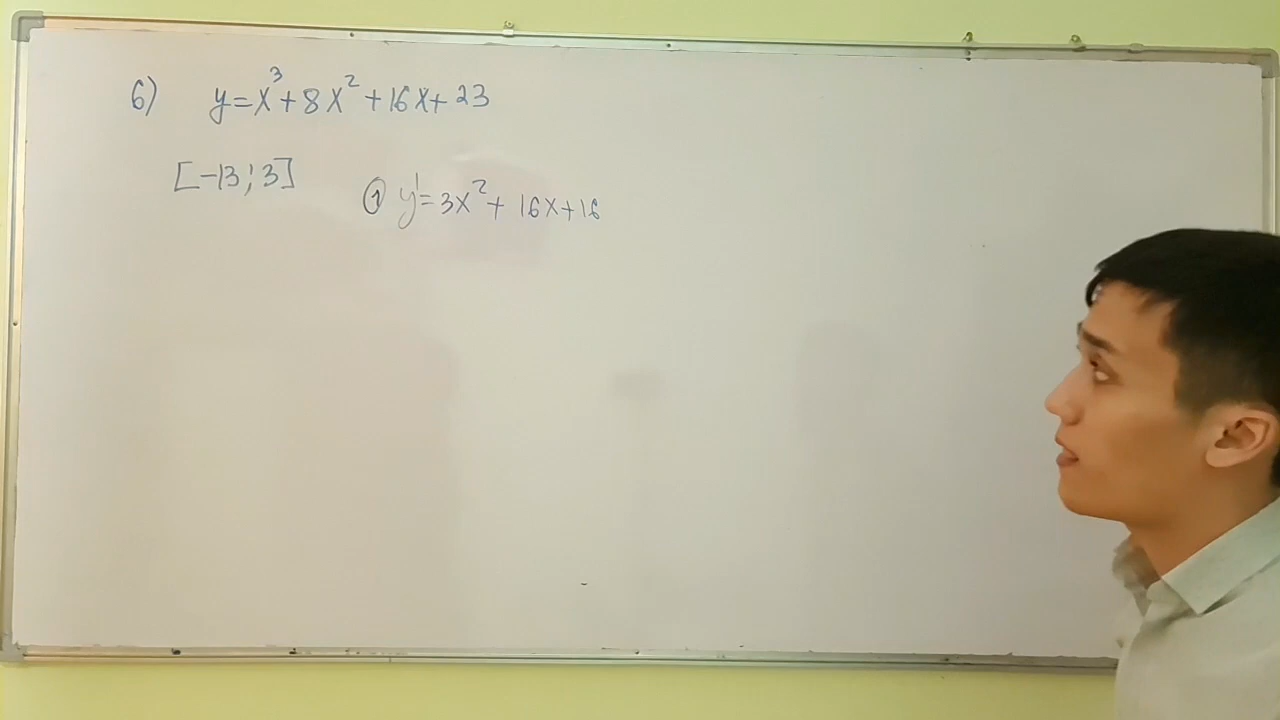 6) y=x³+8x²+16x+23
[-13; 3]
① y'=3x²+16x+16